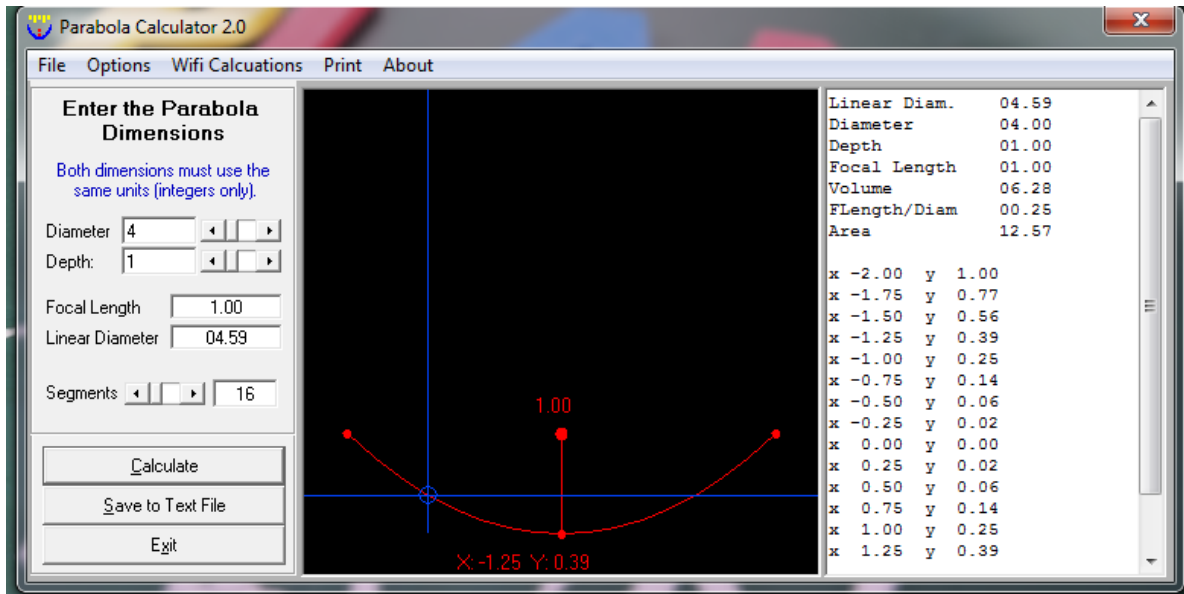 Parabola Calculator 2.0
File Options Wifi Calcuations Print About
Enter the Parabola
Dimensions
Both dimensions must use the
same units (integers only).
Diameter 4
Depth: 1
Focal Length 1.00
Linear Diameter 04.59
Segments 16
Calculate
Save to Text File
Exit
1.00
X: -1.25 Y: 0.39
Linear Diam. 04.59
Diameter 04.00
Depth 01.00
Focal Length 01.00
Volume 06.28
FLength/Diam 00.25
Area 12.57
x -2.00 y 1.00
x -1.75 y 0.77
x -1.50 y 0.56
x -1.25 y 0.39
x -1.00 y 0.25
x -0.75 y 0.14
x -0.50 y 0.06
x -0.25 y 0.02
x 0.00 y 0.00
x 0.25 y 0.02
x 0.50 y 0.06
x 0.75 y 0.14
x 1.00 y 0.25
x 1.25 y 0.39